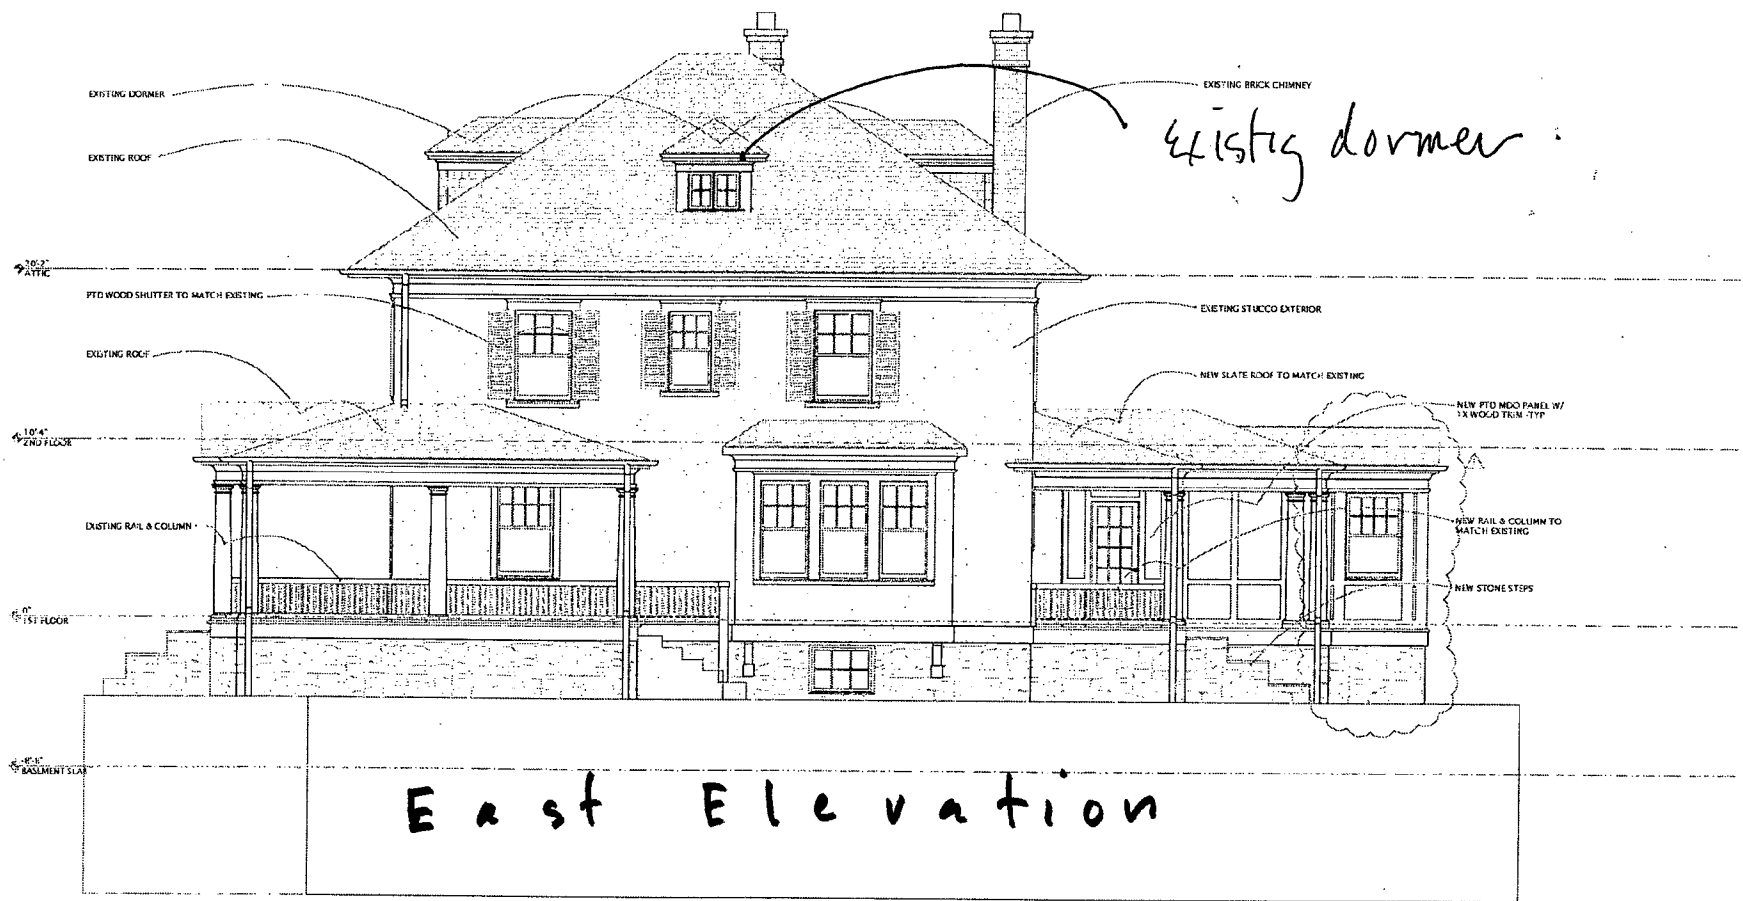 EXISTING DORMER
EXISTING BRICK CHIMNEY
Existig dormer
EXISTING ROOF
20'-2"
ATTIC
PTD WOOD SHUTTER TO MATCH EXISTING
EXISTING STUCCO EXTERIOR
EXISTING ROOF
NEW SLATE ROOF TO MATCH EXISTING
NEW PTD MDO PANEL W/
1X WOOD TRIM -TYP
10'-4"
2ND FLOOR
EXISTING RAIL & COLUMN
NEW RAIL & COLUMN TO
MATCH EXISTING
NEW STONE STEPS
0"
1ST FLOOR
BASEMENT SLAB
East Elevation